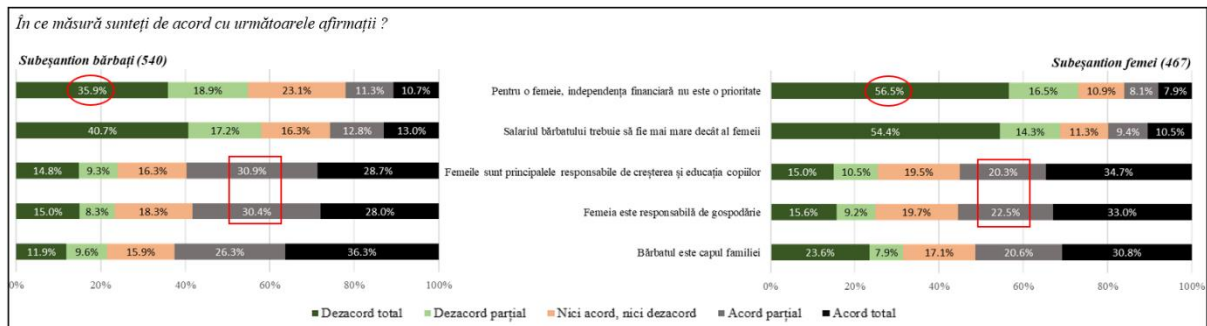 În ce măsură sunteți de acord cu următoarele afirmații ?
Subeșantion bărbați (540)
Subeșantion femei (467)
35.9% 18.9% 23.1% 11.3% 10.7%
Pentru o femeie, independența financiară nu este o prioritate
56.5% 16.5% 10.9% 8.1% 7.9%
40.7% 17.2% 16.3% 12.8% 13.0%
Salariul bărbatului trebuie să fie mai mare decât al femeii
54.4% 14.3% 11.3% 9.4% 10.5%
14.8% 9.3% 16.3% 30.9% 28.7%
Femeile sunt principalele responsabile de creșterea și educația copiilor
15.0% 10.5% 19.5% 20.3% 34.7%
15.0% 8.3% 18.3% 30.4% 28.0%
Femeia este responsabilă de gospodărie
15.6% 9.2% 19.7% 22.5% 33.0%
11.9% 9.6% 15.9% 26.3% 36.3%
Bărbatul este capul familiei
23.6% 7.9% 17.1% 20.6% 30.8%
0% 20% 40% 60% 80% 100%
0% 20% 40% 60% 80% 100%
Dezacord total Dezacord parțial Nici acord, nici dezacord Acord parțial Acord total